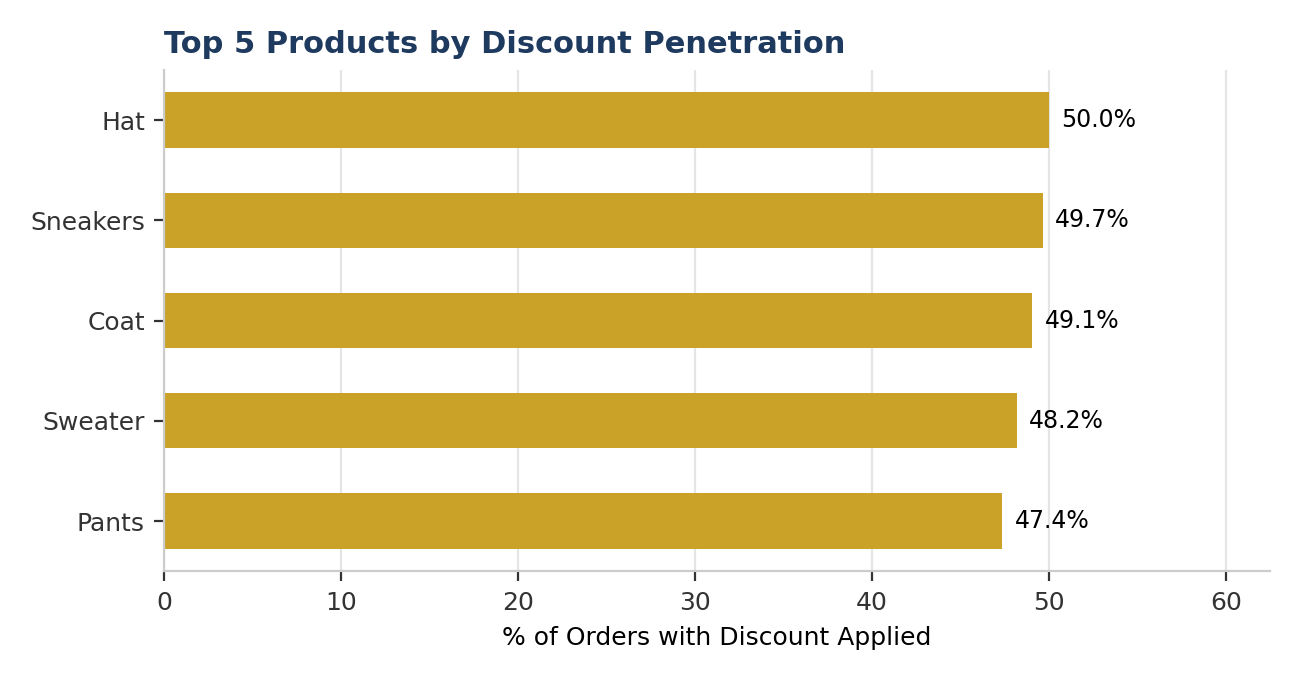 Top 5 Products by Discount Penetration
Hat 50.0%
Sneakers 49.7%
Coat 49.1%
Sweater 48.2%
Pants 47.4%
0 10 20 30 40 50 60
% of Orders with Discount Applied